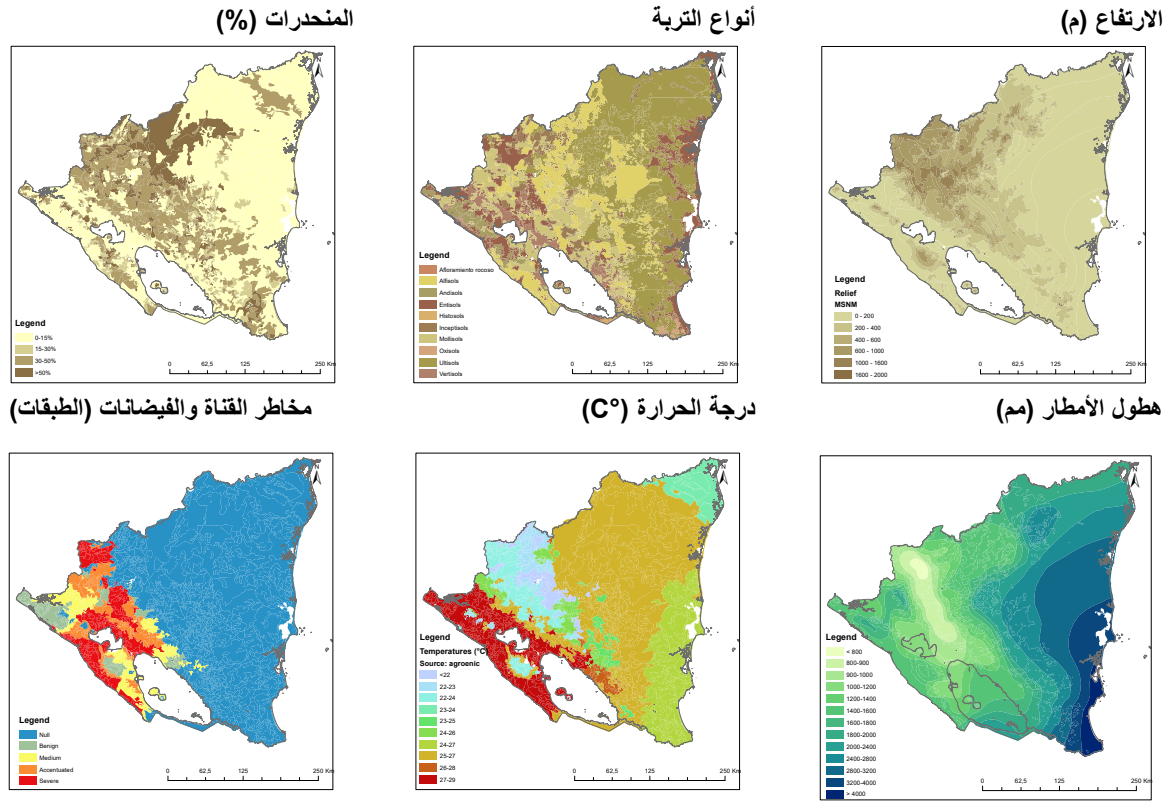 المنحدرات (%)
أنواع التربة
الارتفاع (م)
N
Legend
0-15%
15-30%
30-50%
>50%
0 62,5 125 250 Km
N
Legend
Afloramiento rocoso
Alfisols
Andisols
Entisols
Histosols
Inceptisols
Mollisols
Oxisols
Ultisols
Vertisols
0 62,5 125 250 Km
N
Legend
Relief
MSNM
0 - 200
200 - 400
400 - 600
600 - 1000
1000 - 1600
1600 - 2000
0 62,5 125 250 Km
مخاطر القناة والفيضانات (الطبقات)
درجة الحرارة (°C)
هطول الأمطار (مم)
N
Legend
Null
Benign
Medium
Accentuated
Severe
0 62,5 125 250 Km
N
Legend
Temperatures (°C)
Source: agroenic
<22
22-23
22-24
23-24
23-25
24-26
24-27
25-27
26-28
27-29
0 62,5 125 250 Km
N
Legend
< 800
800-900
900-1000
1000-1200
1200-1400
1400-1600
1600-1800
1800-2000
2000-2400
2400-2800
2800-3200
3200-4000
> 4000
0 62,5 125 250 Km